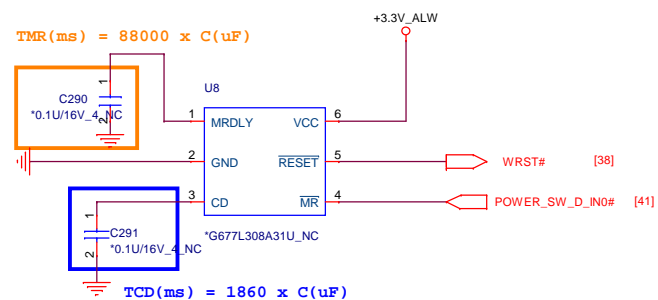 +3.3V_ALW
TMR(ms) = 88000 x C(uF)
U8
1
C290
*0.1U/16V_4_NC
2
1 MRDLY VCC 6
2 GND RESET 5 WRST# [38]
3 CD MR 4 POWER_SW_D_IN0# [41]
1
C291
*0.1U/16V_4_NC
2
*G677L308A31U_NC
TCD(ms) = 1860 x C(uF)